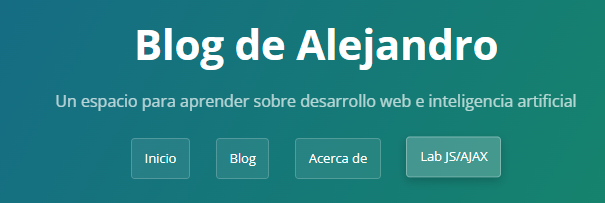 Blog de Alejandro
Un espacio para aprender sobre desarrollo web e inteligencia artificial
Inicio Blog Acerca de Lab JS/AJAX